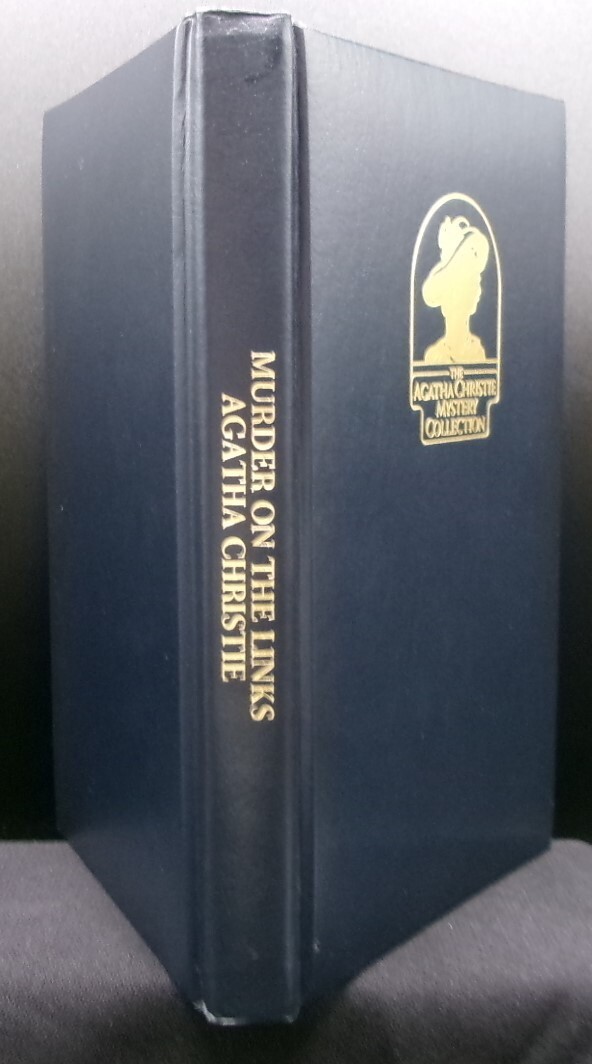 MURDER ON THE LINKS
AGATHA CHRISTIE
THE
AGATHA CHRISTIE
MYSTERY
COLLECTION